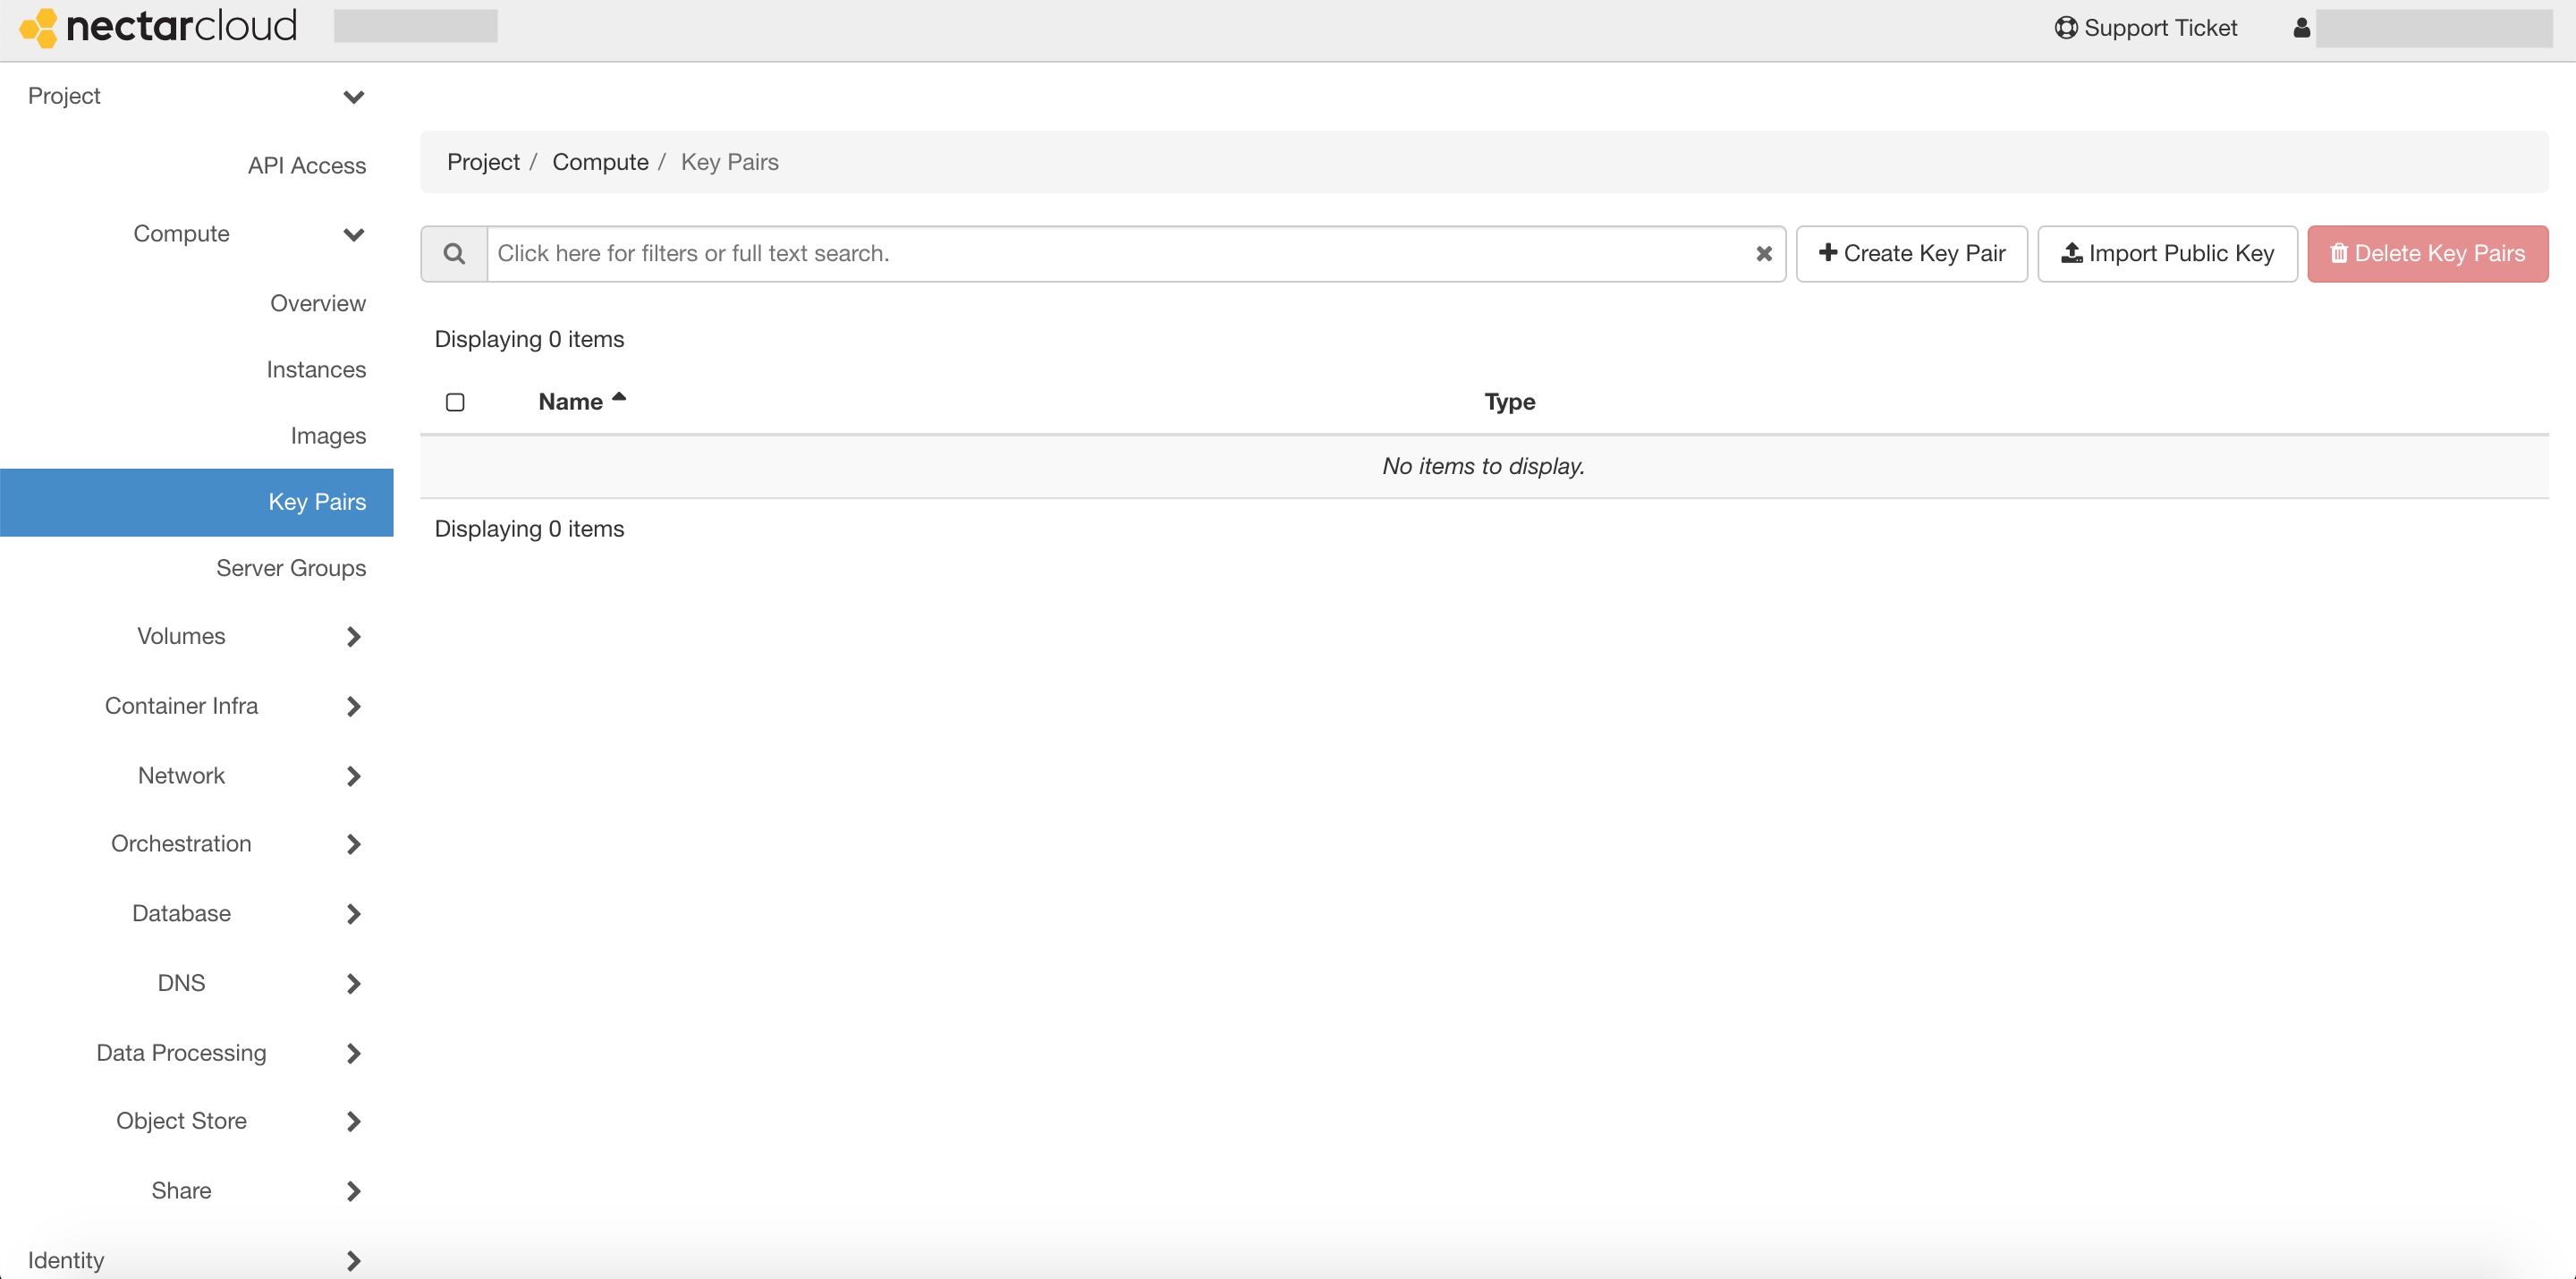 nectarcloud
Support Ticket
Project
API Access
Compute
Overview
Instances
Images
Key Pairs
Server Groups
Volumes
Container Infra
Network
Orchestration
Database
DNS
Data Processing
Object Store
Share
Identity
Project / Compute / Key Pairs
Click here for filters or full text search.
Create Key Pair
Import Public Key
Delete Key Pairs
Displaying 0 items
Name Type
No items to display.
Displaying 0 items